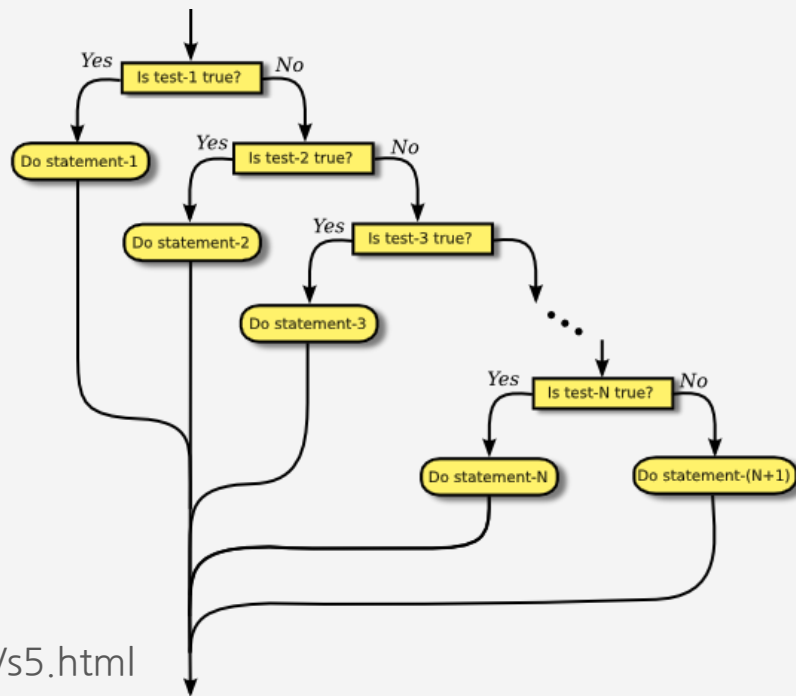 Yes
No
Is test-1 true?
Yes
No
Do statement-1
Is test-2 true?
Yes
Do statement-2
Is test-3 true?
Do statement-3
Yes
No
Is test-N true?
Do statement-N
Do statement-(N+1)
/s5.html